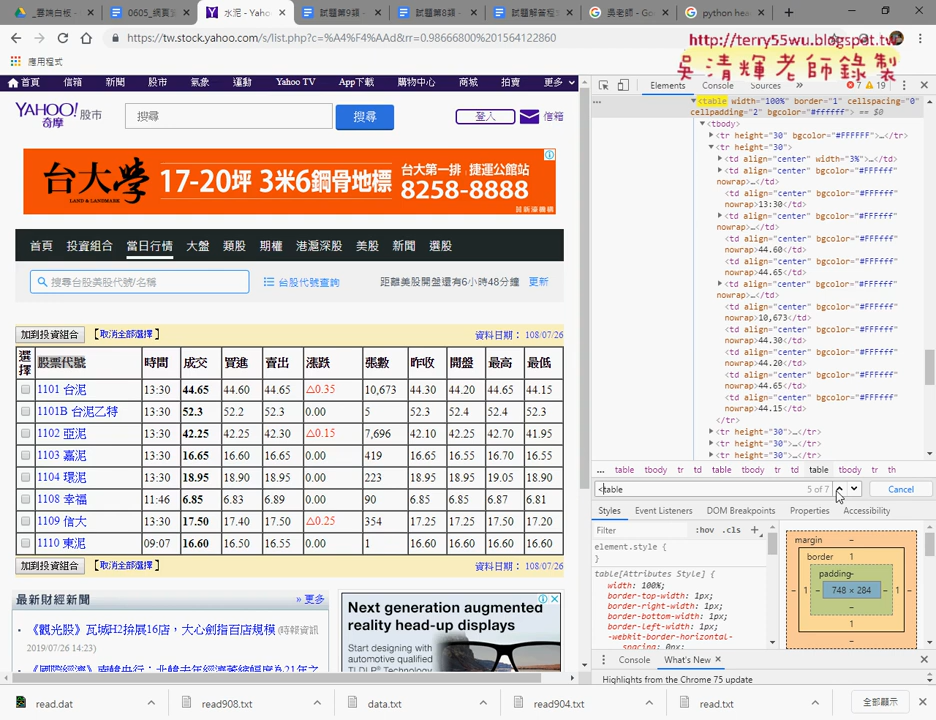 _雲端白板 -
0605_網頁
水泥 - Yaho
試題第9類 -
試題第8類 -
試題解答程
吳老師 - Go
python hea
https://tw.stock.yahoo.com/s/list.php?c=%A4%F4%AAd&rr=0.98666800%201564122860
http://terry55wu.blogspot.tw
吳清輝老師錄製
應用程式
首頁 信箱 新聞 股市 氣象 運動 Yahoo TV App下載 購物中心 商城 拍賣 更多
YAHOO! 股市
奇摩
搜尋
搜尋
登入
信箱
台大學
LAND & LANDMARK
17-20坪 3米6鋼骨地標
台大第一排 捷運公館站
8258-8888
首頁 投資組合 當日行情 大盤 類股 期權 港滬深股 美股 新聞 選股
搜尋台股美股代號/名稱
台股代號查詢
距離美股開盤還有6小時48分鐘 更新
加到投資組合 【取消全部選擇】 資料日期： 108/07/26
選擇 股票代號 時間 成交 買進 賣出 漲跌 張數 昨收 開盤 最高 最低
1101 台泥 13:30 44.65 44.60 44.65 △0.35 10,673 44.30 44.20 44.65 44.15
1101B 台泥乙特 13:30 52.3 52.2 52.3 0.00 5 52.3 52.4 52.4 52.3
1102 亞泥 13:30 42.25 42.25 42.30 △0.15 7,696 42.10 42.25 42.70 41.95
1103 嘉泥 13:30 16.65 16.60 16.65 0.00 419 16.65 16.55 16.70 16.55
1104 環泥 13:30 18.95 18.90 18.95 0.00 223 18.95 18.95 19.05 18.90
1108 幸福 11:46 6.85 6.83 6.89 0.00 90 6.85 6.85 6.87 6.81
1109 信大 13:30 17.50 17.40 17.50 △0.25 354 17.25 17.25 17.50 17.20
1110 東泥 09:07 16.60 16.50 16.55 0.00 1 16.60 16.60 16.60 16.60
加到投資組合 【取消全部選擇】 資料日期： 108/07/26
最新財經新聞 » 更多
《觀光股》瓦城H2拚展16店，大心劍指百店規模 (時報資訊
2019/07/26 14:23)
Next generation augmented
reality head-up displays
Start designing with
automotive qualified
Elements Console Sources » 7 19
<table width="100%" border="1" cellspacing="0"
cellpadding="2" bgcolor="#ffffff"> == $0
<tbody>
<tr height="30" bgcolor="#FFFFFF">…</tr>
<tr height="30">
<td align="center" width="3%">…</td>
<td align="center" bgcolor="#FFFfff"
nowrap>…</td>
<td align="center" bgcolor="#FFFfff"
nowrap>13:30</td>
<td align="center" bgcolor="#FFFfff"
nowrap>…</td>
<td align="center" bgcolor="#FFFfff"
nowrap>44.60</td>
<td align="center" bgcolor="#FFFfff"
nowrap>44.65</td>
<td align="center" bgcolor="#FFFfff"
nowrap>…</td>
<td align="center" bgcolor="#FFFfff"
nowrap>10,673</td>
<td align="center" bgcolor="#FFFfff"
nowrap>44.30</td>
<td align="center" bgcolor="#FFFfff"
nowrap>44.20</td>
<td align="center" bgcolor="#FFFfff"
nowrap>44.65</td>
<td align="center" bgcolor="#FFFfff"
nowrap>44.15</td>
</tr>
<tr height="30">…</tr>
<tr height="30">…</tr>
<tr height="30">…</tr>
... table tbody tr td table tbody tr td table tbody tr th
<table 5 of 7 Cancel
Styles Event Listeners DOM Breakpoints Properties Accessibility
Filter :hov .cls +
element.style {
}
table[Attributes Style] {
width: 100%;
border-top-width: 1px;
border-right-width: 1px;
border-bottom-width: 1px;
border-left-width: 1px;
-webkit-border-horizontal-
spacing: 0px;
margin -
border 1
padding-
- 1 - 748 × 284 - 1 -
-
1
-
Console What's New
Highlights from the Chrome 75 update
read.dat
read908.txt
data.txt
read904.txt
read.txt
全部顯示